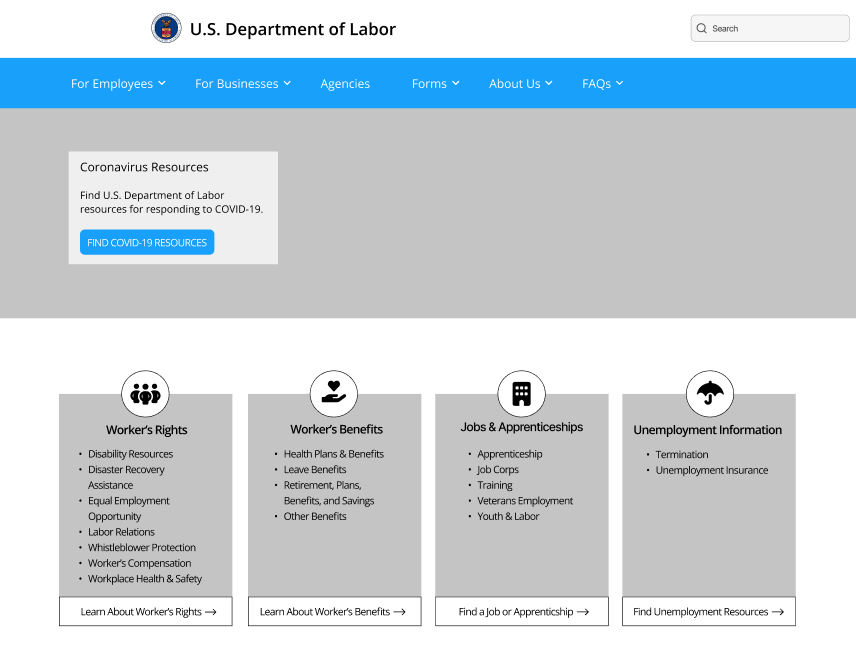 U.S. Department of Labor
Search
For Employees
For Businesses
Agencies
Forms
About Us
FAQs
Coronavirus Resources
Find U.S. Department of Labor
resources for responding to COVID-19.
FIND COVID-19 RESOURCES
Worker's Rights
• Disability Resources
• Disaster Recovery
Assistance
• Equal Employment
Opportunity
• Labor Relations
• Whistleblower Protection
• Worker's Compensation
• Workplace Health & Safety
Learn About Worker's Rights →
Worker's Benefits
• Health Plans & Benefits
• Leave Benefits
• Retirement, Plans,
Benefits, and Savings
• Other Benefits
Learn About Worker's Benefits →
Jobs & Apprenticeships
• Apprenticeship
• Job Corps
• Training
• Veterans Employment
• Youth & Labor
Find a Job or Apprenticship →
Unemployment Information
• Termination
• Unemployment Insurance
Find Unemployment Resources →